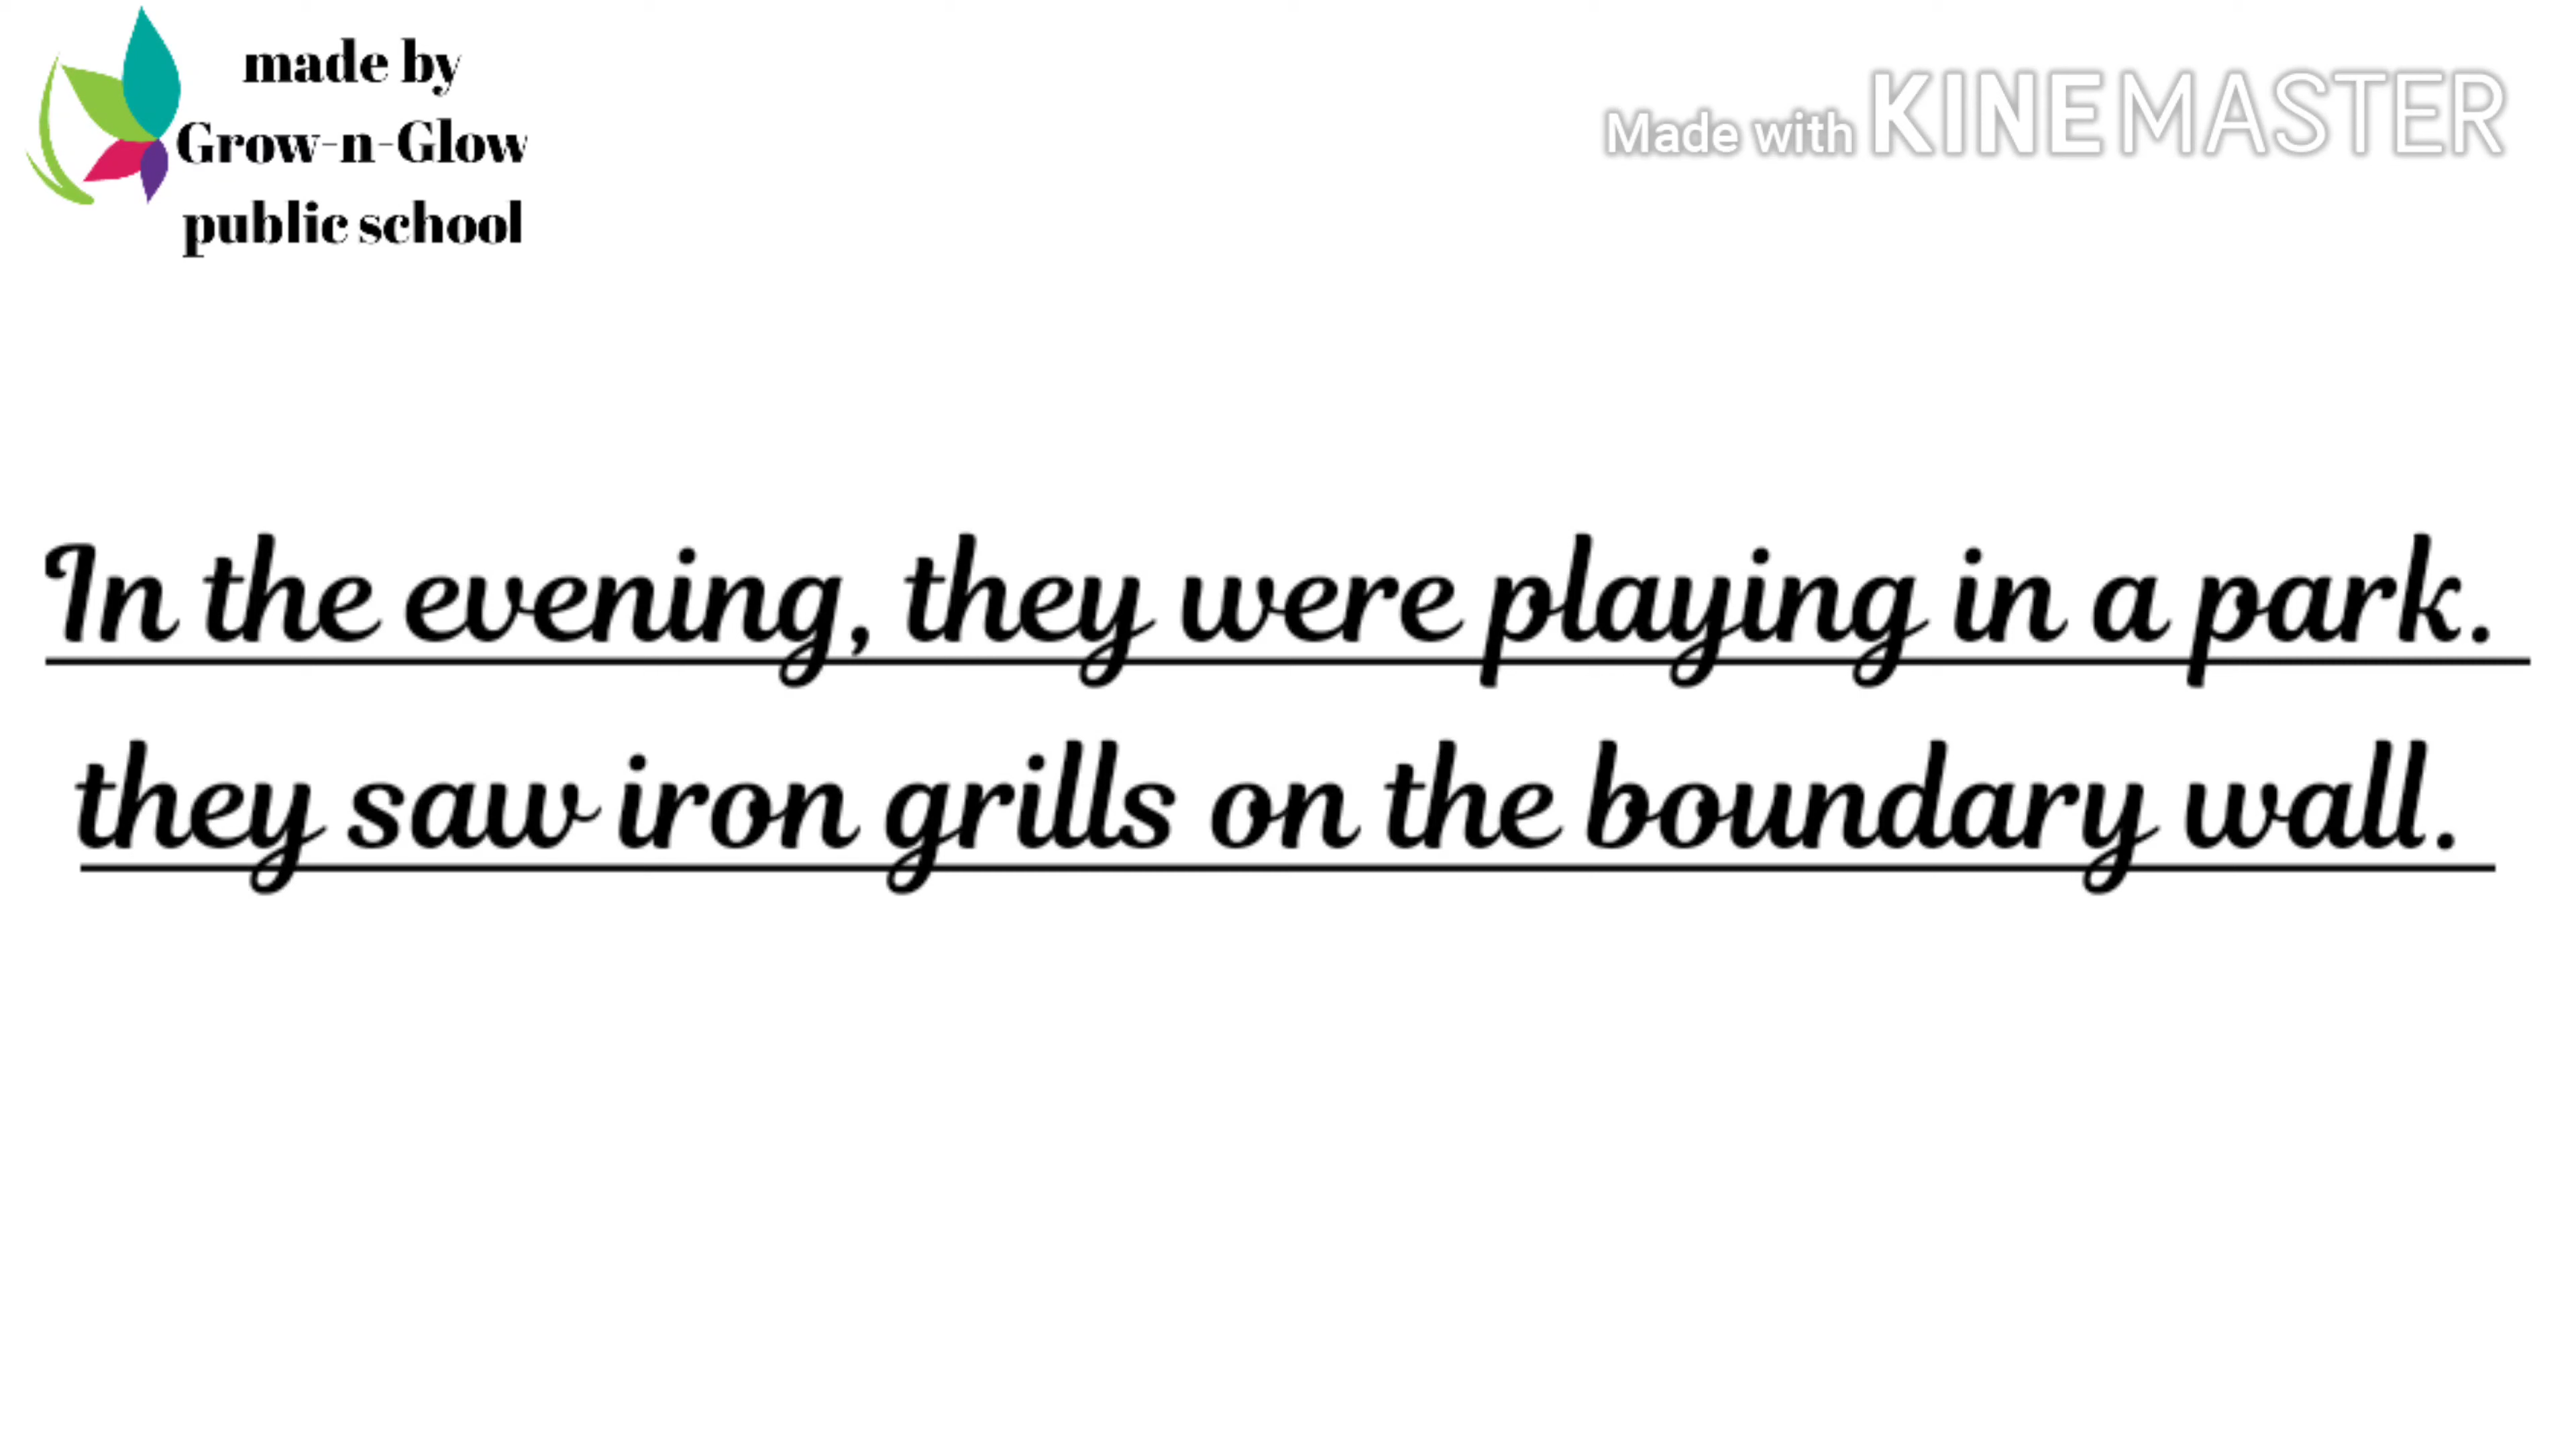 made by
Grow-n-Glow
public school
Made with KINEMASTER
In the evening, they were playing in a park.
they saw iron grills on the boundary wall.